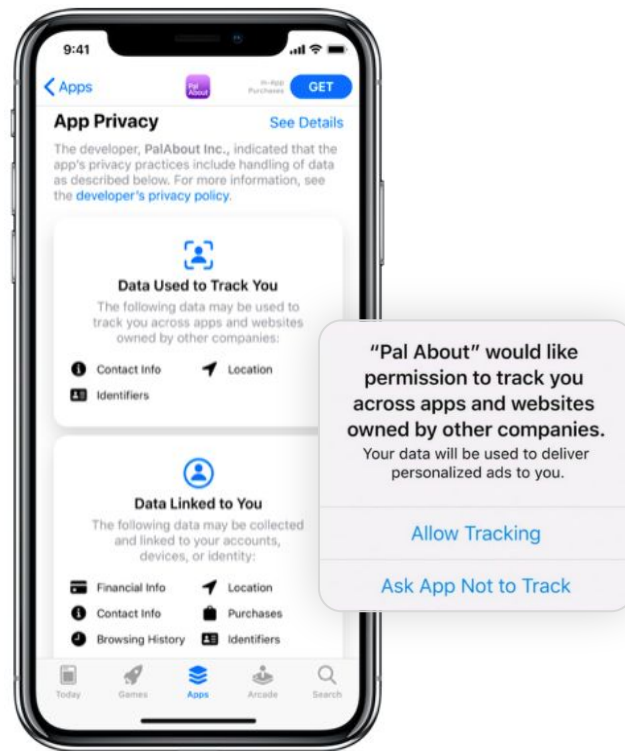 9:41
Apps
Pal
About
In-App
Purchases
GET
App Privacy
See Details
The developer, PalAbout Inc., indicated that the
app's privacy practices include handling of data
as described below. For more information, see
the developer's privacy policy.
Data Used to Track You
The following data may be used to
track you across apps and websites
owned by other companies:
Contact Info
Location
Identifiers
Data Linked to You
The following data may be collected
and linked to your accounts,
devices, or identity:
Financial Info
Location
Contact Info
Purchases
Browsing History
Identifiers
Today
Games
Apps
Arcade
Search
“Pal About” would like
permission to track you
across apps and websites
owned by other companies.
Your data will be used to deliver
personalized ads to you.
Allow Tracking
Ask App Not to Track